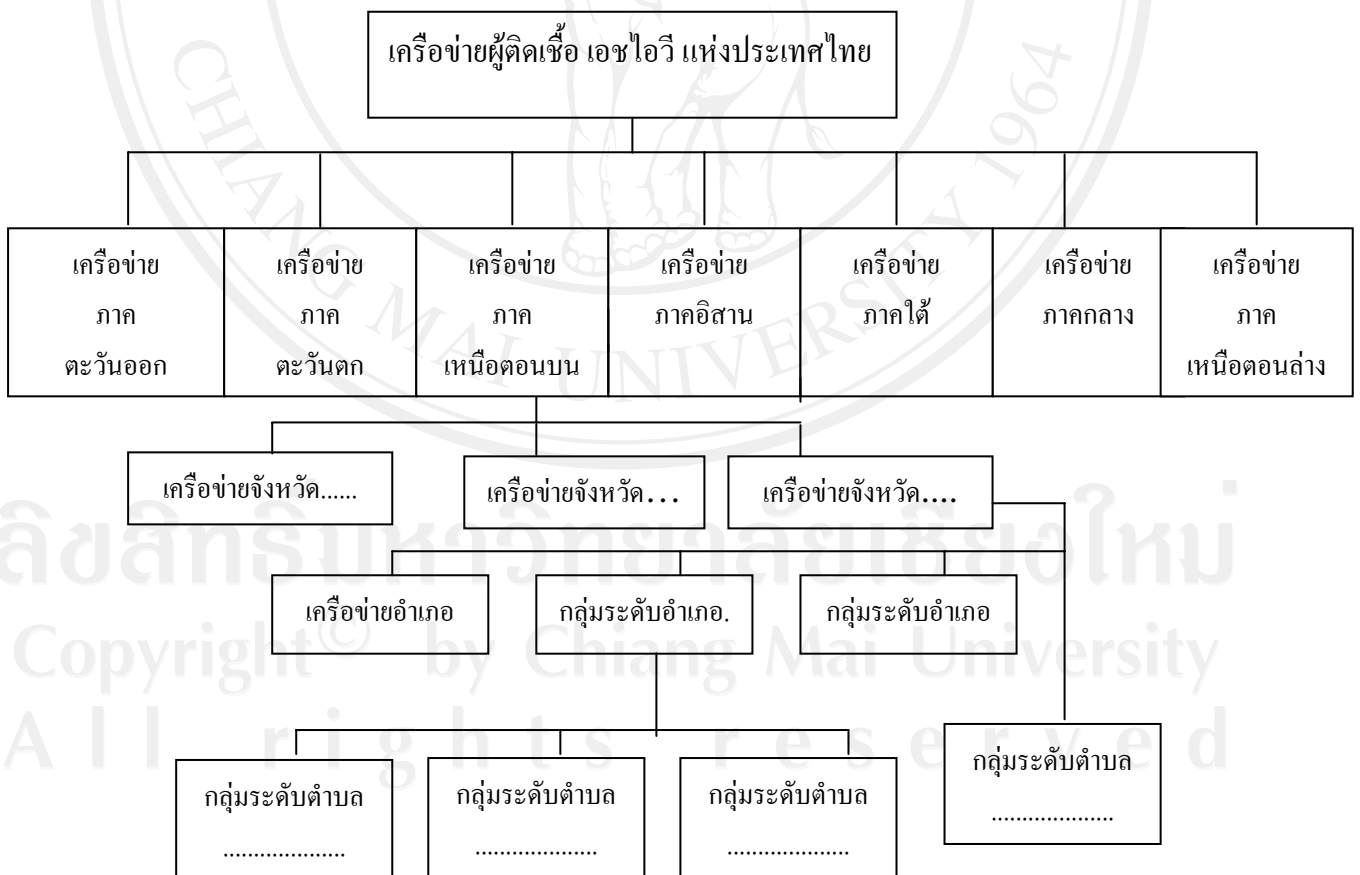 เครือข่ายผู้ติดเชื้อ เอชไอวี แห่งประเทศไทย
เครือข่าย
ภาค
ตะวันออก
เครือข่าย
ภาค
ตะวันตก
เครือข่าย
ภาค
เหนือตอนบน
เครือข่าย
ภาคอิสาน
เครือข่าย
ภาคใต้
เครือข่าย
ภาคกลาง
เครือข่าย
ภาค
เหนือตอนล่าง
เครือข่ายจังหวัด......
เครือข่ายจังหวัด...
เครือข่ายจังหวัด....
เครือข่ายอำเภอ
กลุ่มระดับอำเภอ.
กลุ่มระดับอำเภอ
กลุ่มระดับตำบล
....................
กลุ่มระดับตำบล
....................
กลุ่มระดับตำบล
....................
กลุ่มระดับตำบล
....................
CHIANG MAI UNIVERSITY 1964
ลิขสิทธิ์มหาวิทยาลัยเชียงใหม่
Copyright© by Chiang Mai University
All rights reserved